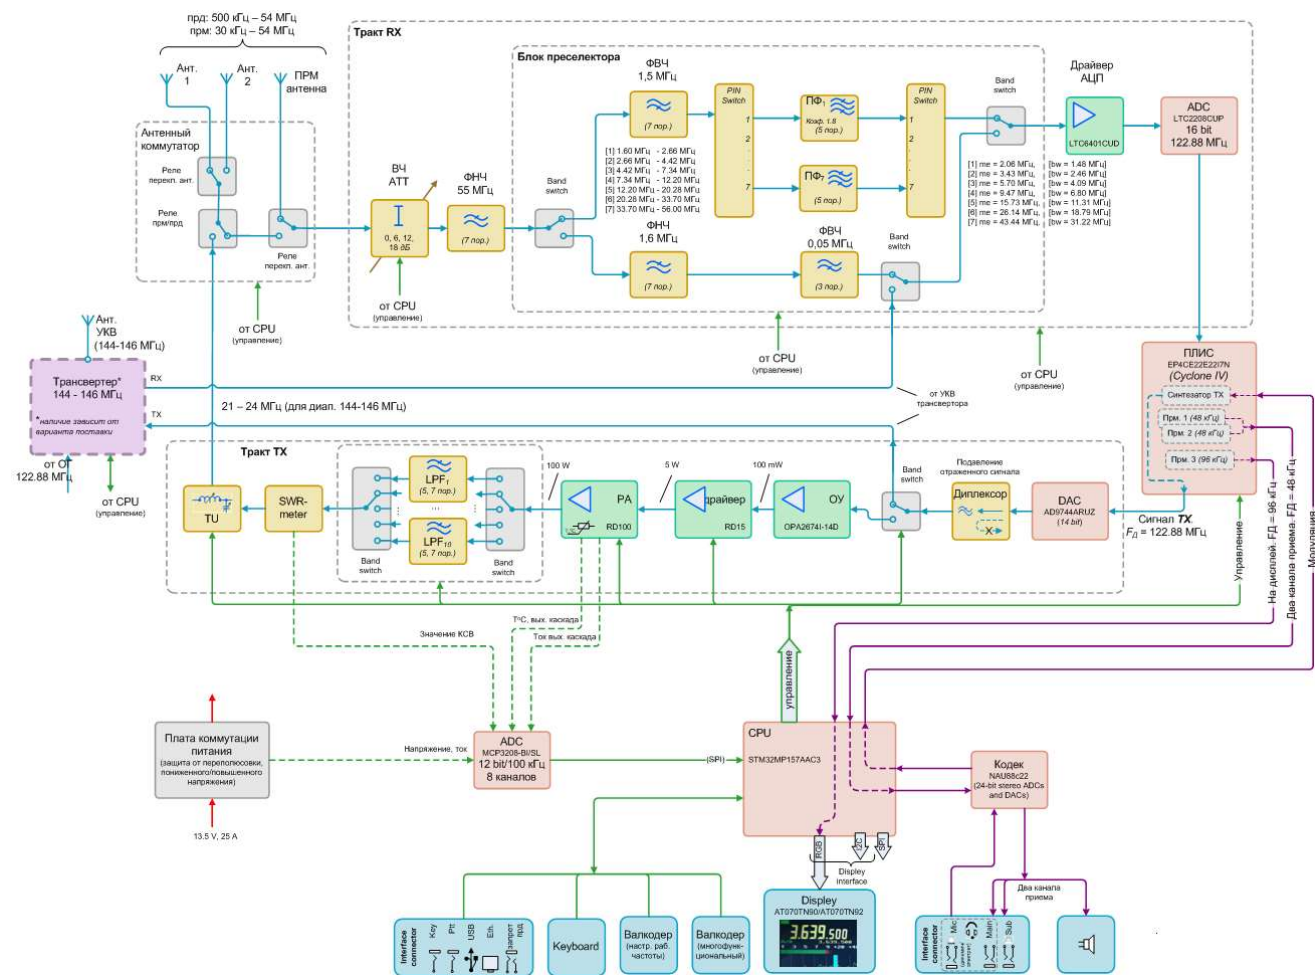 прд: 500 кГц – 54 МГц
прм: 30 кГц – 54 МГц
Ант.
1
Ант.
2
ПРМ
антенна
Антенный
коммутатор
Реле
перекл. ант.
Реле
прм/прд
Реле
перекл. ант.
от CPU
(управление)
Тракт RX
ВЧ
АТТ
0, 6, 12,
18 дБ
от CPU
(управление)
ФНЧ
55 МГц
(7 пор.)
Блок преселектора
Band
switch
ФВЧ
1,5 МГц
(7 пор.)
[1] 1.60 МГц - 2.66 МГц
[2] 2.66 МГц - 4.42 МГц
[3] 4.42 МГц - 7.34 МГц
[4] 7.34 МГц - 12.20 МГц
[5] 12.20 МГц - 20.28 МГц
[6] 20.28 МГц - 33.70 МГц
[7] 33.70 МГц - 56.00 МГц
ФНЧ
1,6 МГц
(7 пор.)
PIN
Switch
1
2
7
ПФ1
Коэф. 1.8
(5 пор.)
ПФ7
(5 пор.)
PIN
Switch
1
2
7
ФВЧ
0,05 МГц
(3 пор.)
Band
switch
Band
switch
[1] me = 2.06 МГц, [bw = 1.48 МГц]
[2] me = 3.43 МГц, [bw = 2.46 МГц]
[3] me = 5.70 МГц, [bw = 4.09 МГц]
[4] me = 9.47 МГц, [bw = 6.80 МГц]
[5] me = 15.73 МГц, [bw = 11.31 МГц]
[6] me = 26.14 МГц, [bw = 18.79 МГц]
[7] me = 43.44 МГц, [bw = 31.22 МГц]
Драйвер
АЦП
LTC6401CUD
ADC
LTC2208CUP
16 bit
122.88 МГц
от CPU
(управление)
от CPU
(управление)
Ант.
УКВ
(144-146 МГц)
Трансвертер*
144 - 146 МГц
*наличие зависит от
варианта поставки
RX
TX
от ОГ
122.88 МГц
от CPU
(управление)
21 – 24 МГц (для диап. 144-146 МГц)
от УКВ
трансвертора
ПЛИС
EP4CE22E22I7N
(Cyclone IV)
Синтезатор TX
Прм. 1 (48 кГц)
Прм. 2 (48 кГц)
Прм. 3 (96 кГц)
Тракт TX
TU
SWR-
meter
Band
switch
LPF1
(5, 7 пор.)
...
LPF10
(5, 7 пор.)
Band
switch
100 W
PA
RD100
5 W
драйвер
RD15
100 mW
ОУ
OPA2674I-14D
Band
switch
Подавление
отраженного сигнала
Диплексор
DAC
AD9744ARUZ
(14 bit)
Сигнал TX.
FД = 122.88 МГц
Управление
На дисплей. FД = 96 кГц
Два канала приема. FД = 48 кГц
Модуляция
Значение КСВ
T°C, вых. каскада
Ток вых. каскада
управление
Плата коммутации
питания
(защита от переполюсовки,
пониженного/повышенного
напряжения)
13.5 V, 25 A
Напряжение, ток
ADC
MCP3208-BI/SL
12 bit/100 кГц
8 каналов
(SPI)
CPU
STM32MP157AAC3
Кодек
NAU88c22
(24-bit stereo ADCs
and DACs)
RGB
I2C
SPI
Display
interface
Display
AT070TN90/AT070TN92
3.639.500
Два канала
приема
Interface
connector
Key
Ptt
USB
Eth.
запрет
прд
Keyboard
Валкодер
(настр. раб.
частоты)
Валкодер
(многофунк-
циональный)
Interface
connector
Mic
Main
Sub